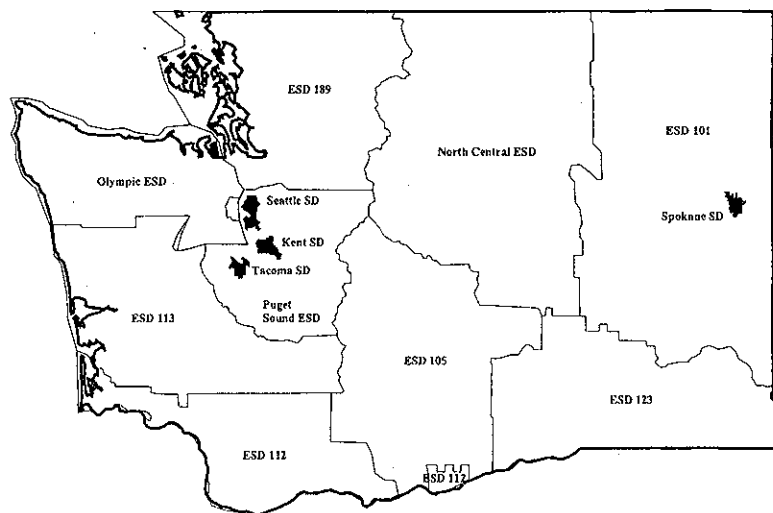 ESD 189
ESD 101
North Central ESD
Olympic ESD
Seattle SD
Spokane SD
Kent SD
Tacoma SD
Puget
Sound ESD
ESD 113
ESD 105
ESD 123
ESD 112
ESD 112